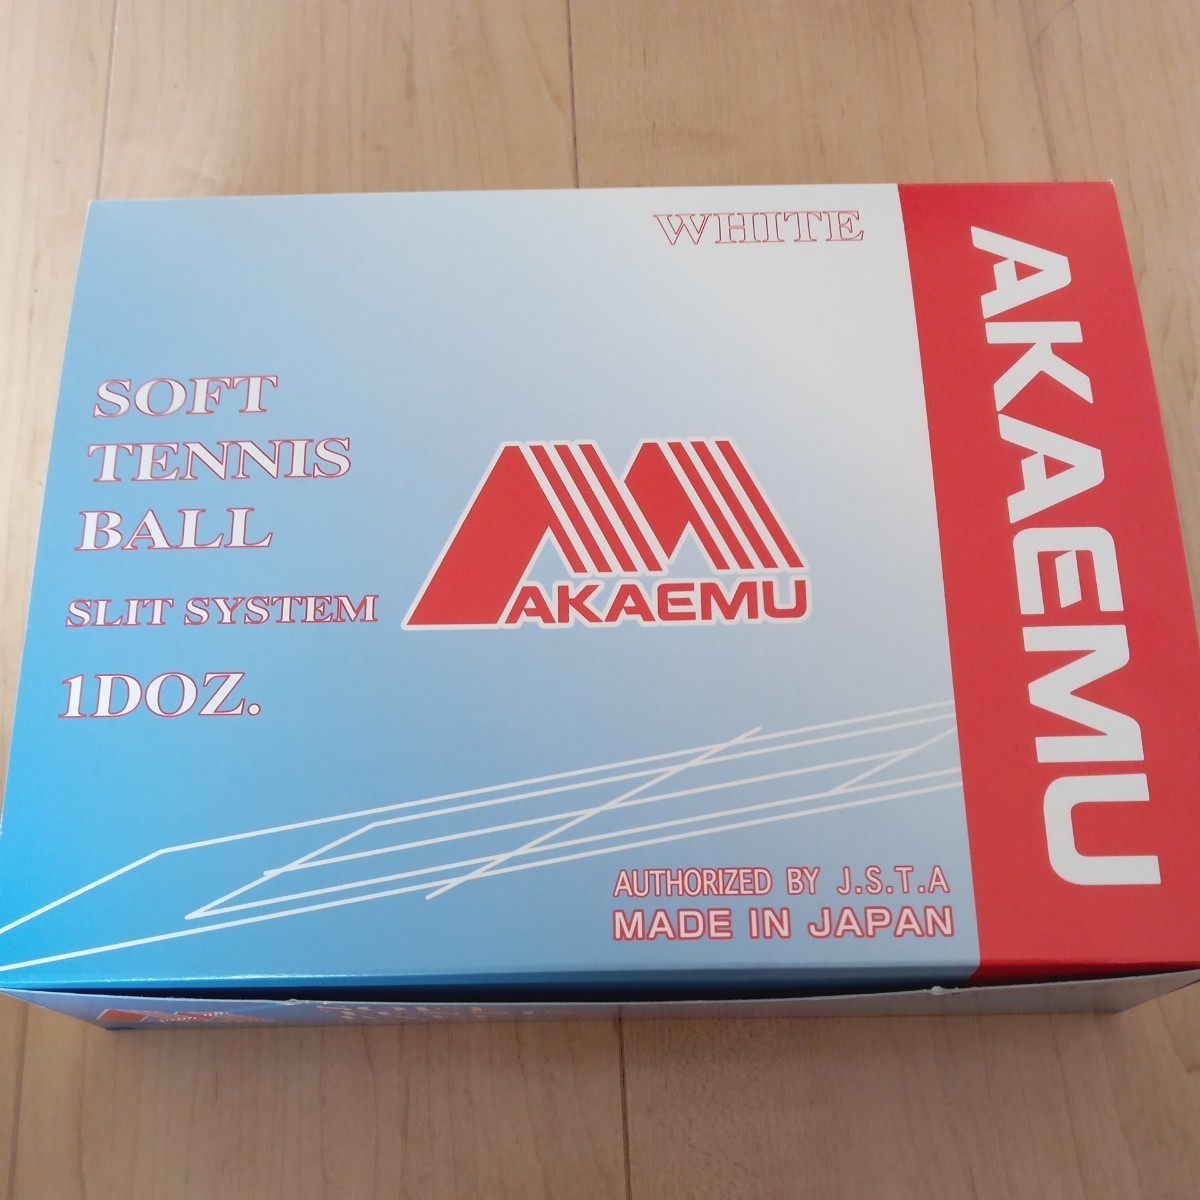 WHITE
SOFT
TENNIS
BALL
SLIT SYSTEM
1DOZ.
AKAEMU
AUTHORIZED BY J.S.T.A
MADE IN JAPAN
AKAEMU